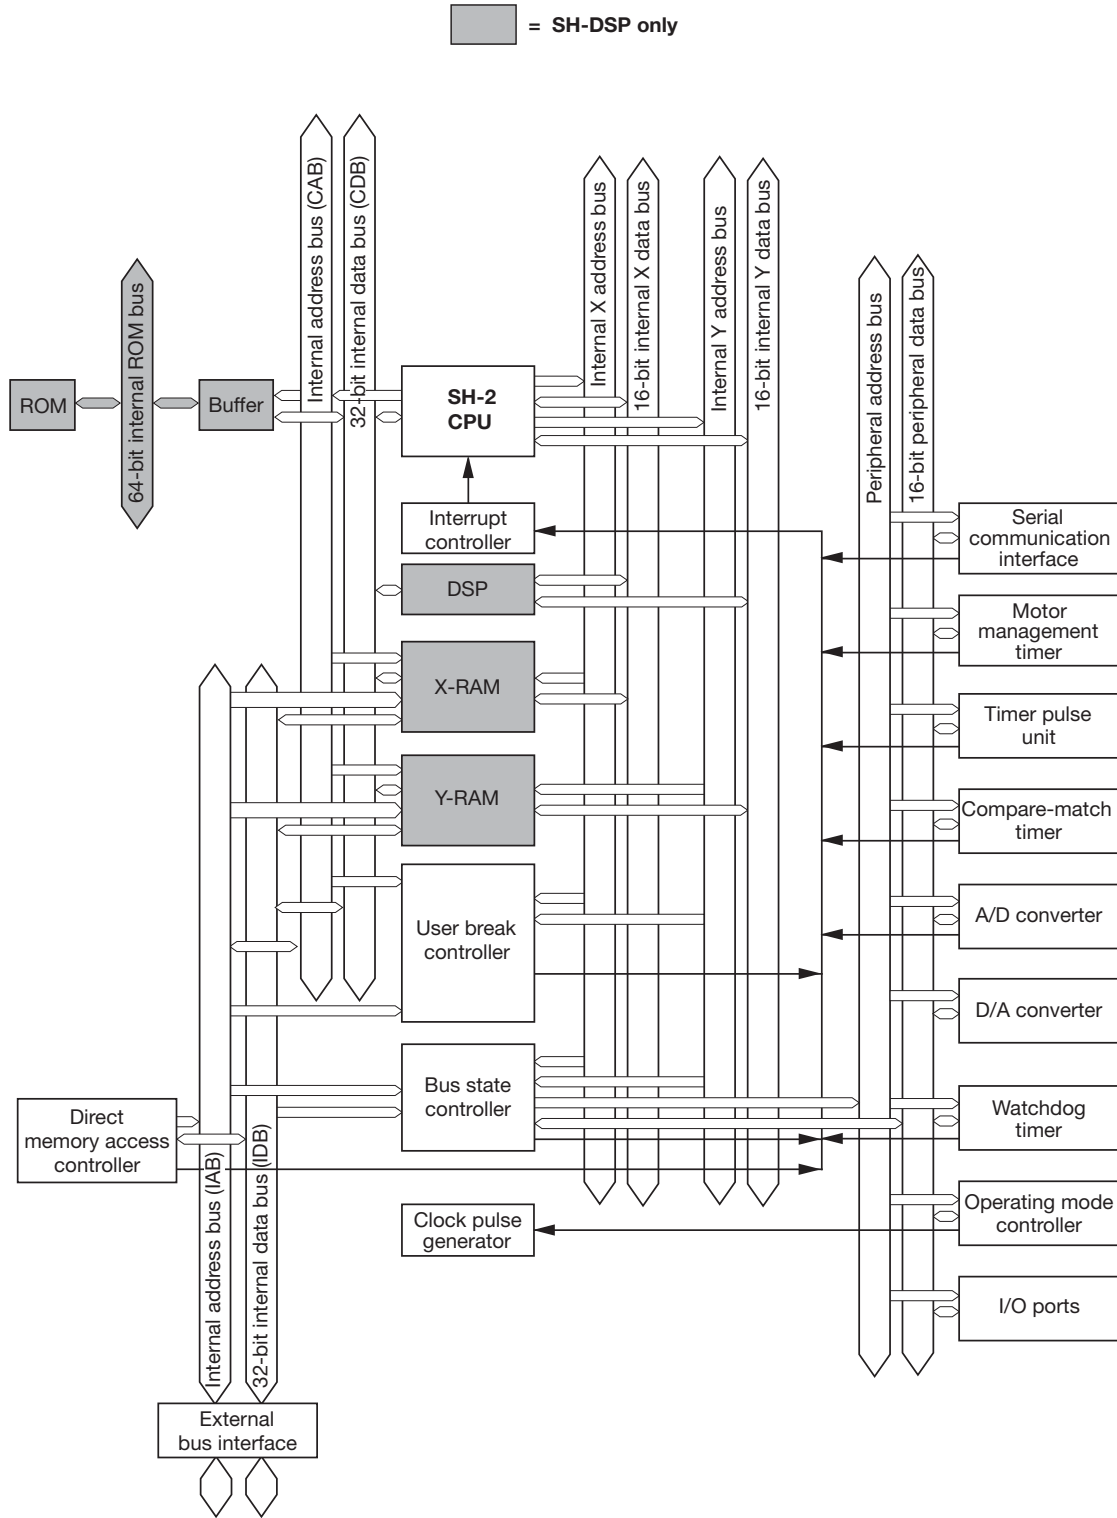 = SH-DSP only
Internal address bus (CAB)
32-bit internal data bus (CDB)
Internal X address bus
16-bit internal X data bus
Internal Y address bus
16-bit internal Y data bus
Peripheral address bus
16-bit peripheral data bus
64-bit internal ROM bus
ROM
Buffer
SH-2
CPU
Interrupt
controller
DSP
X-RAM
Y-RAM
User break
controller
Bus state
controller
Clock pulse
generator
Serial
communication
interface
Motor
management
timer
Timer pulse
unit
Compare-match
timer
A/D converter
D/A converter
Watchdog
timer
Operating mode
controller
I/O ports
Direct
memory access
controller
Internal address bus (IAB)
32-bit internal data bus (IDB)
External
bus interface